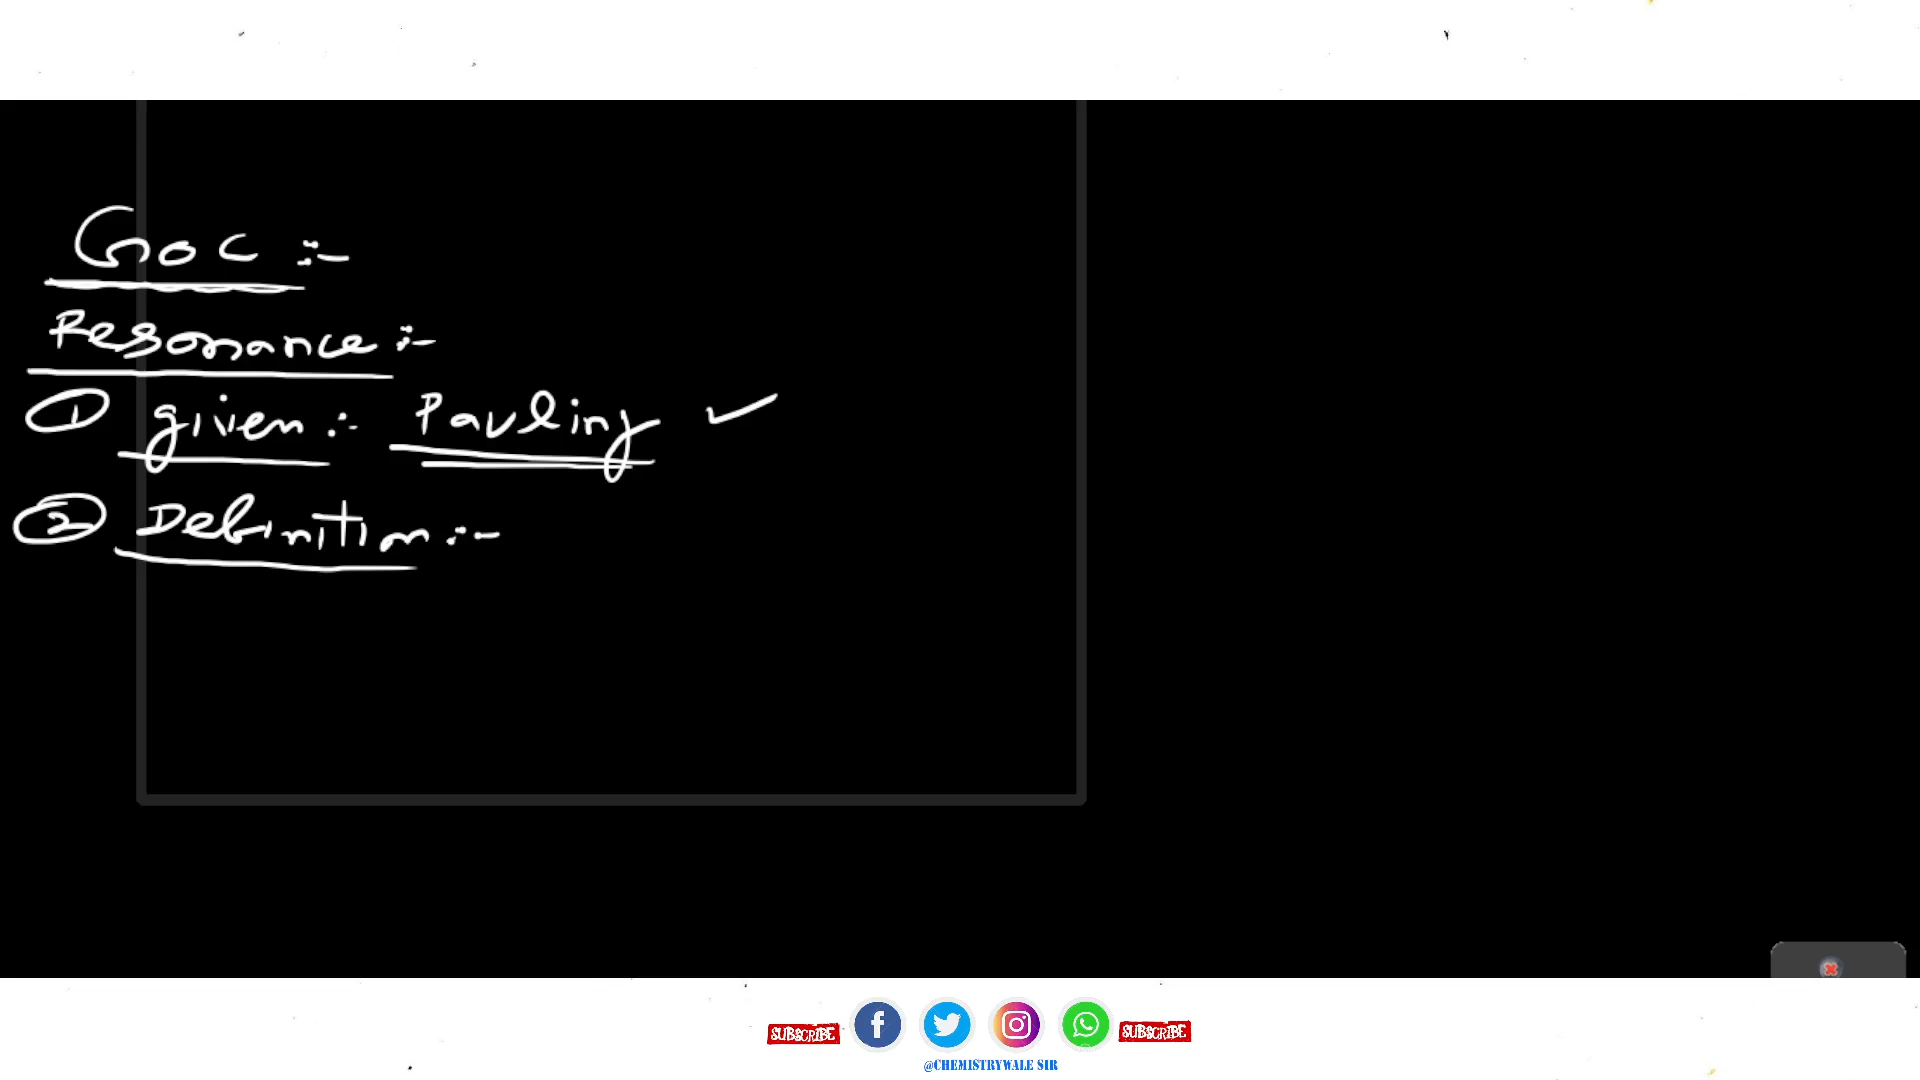 GOC :-
Resonance :-
① given :- Pauling ✓
② Definition :-
SUBSCRIBE SUBSCRIBE
@CHEMISTRYWALE SIR